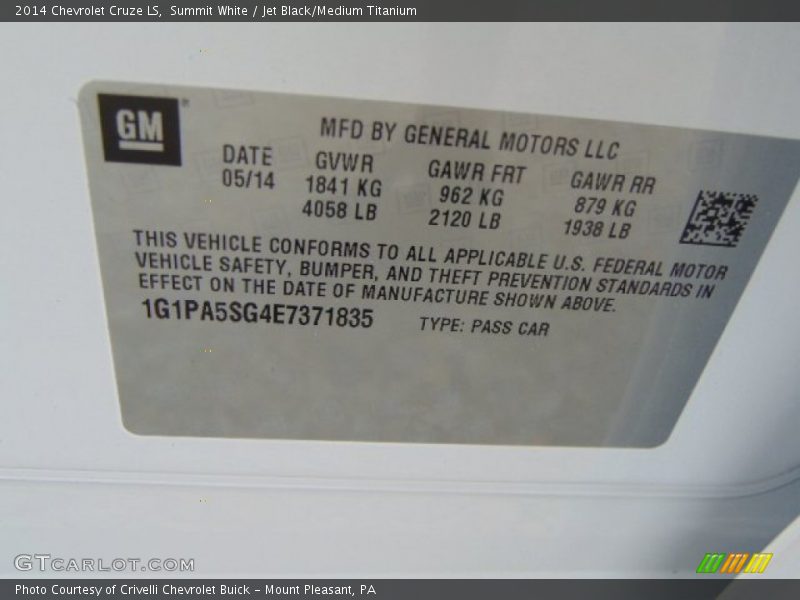 2014 Chevrolet Cruze LS, Summit White / Jet Black/Medium Titanium
GM
MFD BY GENERAL MOTORS LLC
DATE GVWR GAWR FRT GAWR RR
05/14 1841 KG 962 KG 879 KG
4058 LB 2120 LB 1938 LB
THIS VEHICLE CONFORMS TO ALL APPLICABLE U.S. FEDERAL MOTOR
VEHICLE SAFETY, BUMPER, AND THEFT PREVENTION STANDARDS IN
EFFECT ON THE DATE OF MANUFACTURE SHOWN ABOVE.
1G1PA5SG4E7371835 TYPE: PASS CAR
GTCARLOT.COM
Photo Courtesy of Crivelli Chevrolet Buick – Mount Pleasant, PA